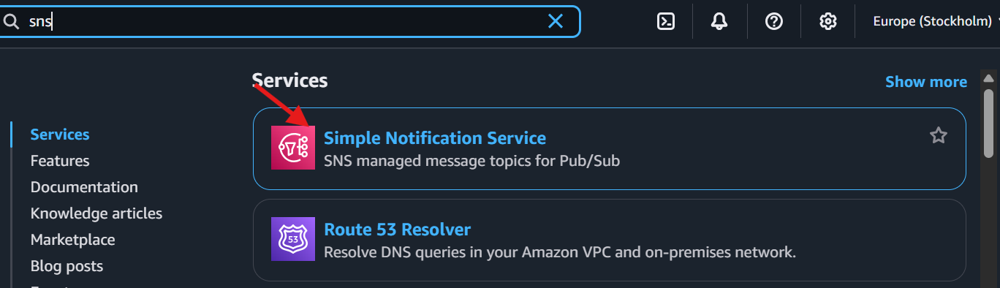 sns
Europe (Stockholm)
Services
Show more
Services
Features
Documentation
Knowledge articles
Marketplace
Blog posts
Simple Notification Service
SNS managed message topics for Pub/Sub
53
Route 53 Resolver
Resolve DNS queries in your Amazon VPC and on-premises network.